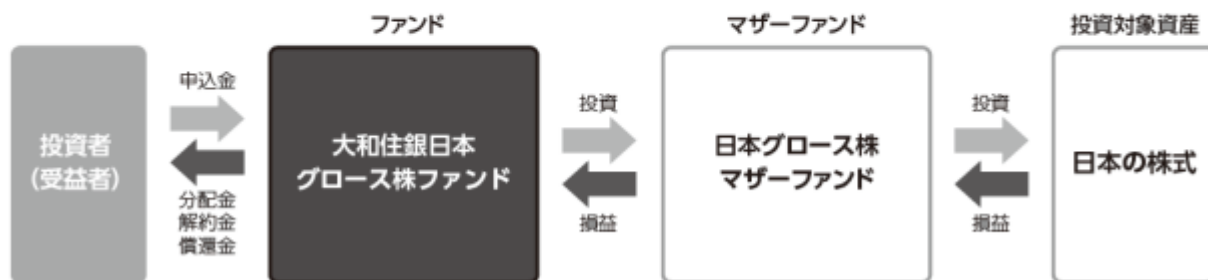 ファンド
マザーファンド
投資対象資産
投資者
（受益者）
申込金
分配金
解約金
償還金
大和住銀日本
グロース株ファンド
投資
損益
日本グロース株
マザーファンド
投資
損益
日本の株式